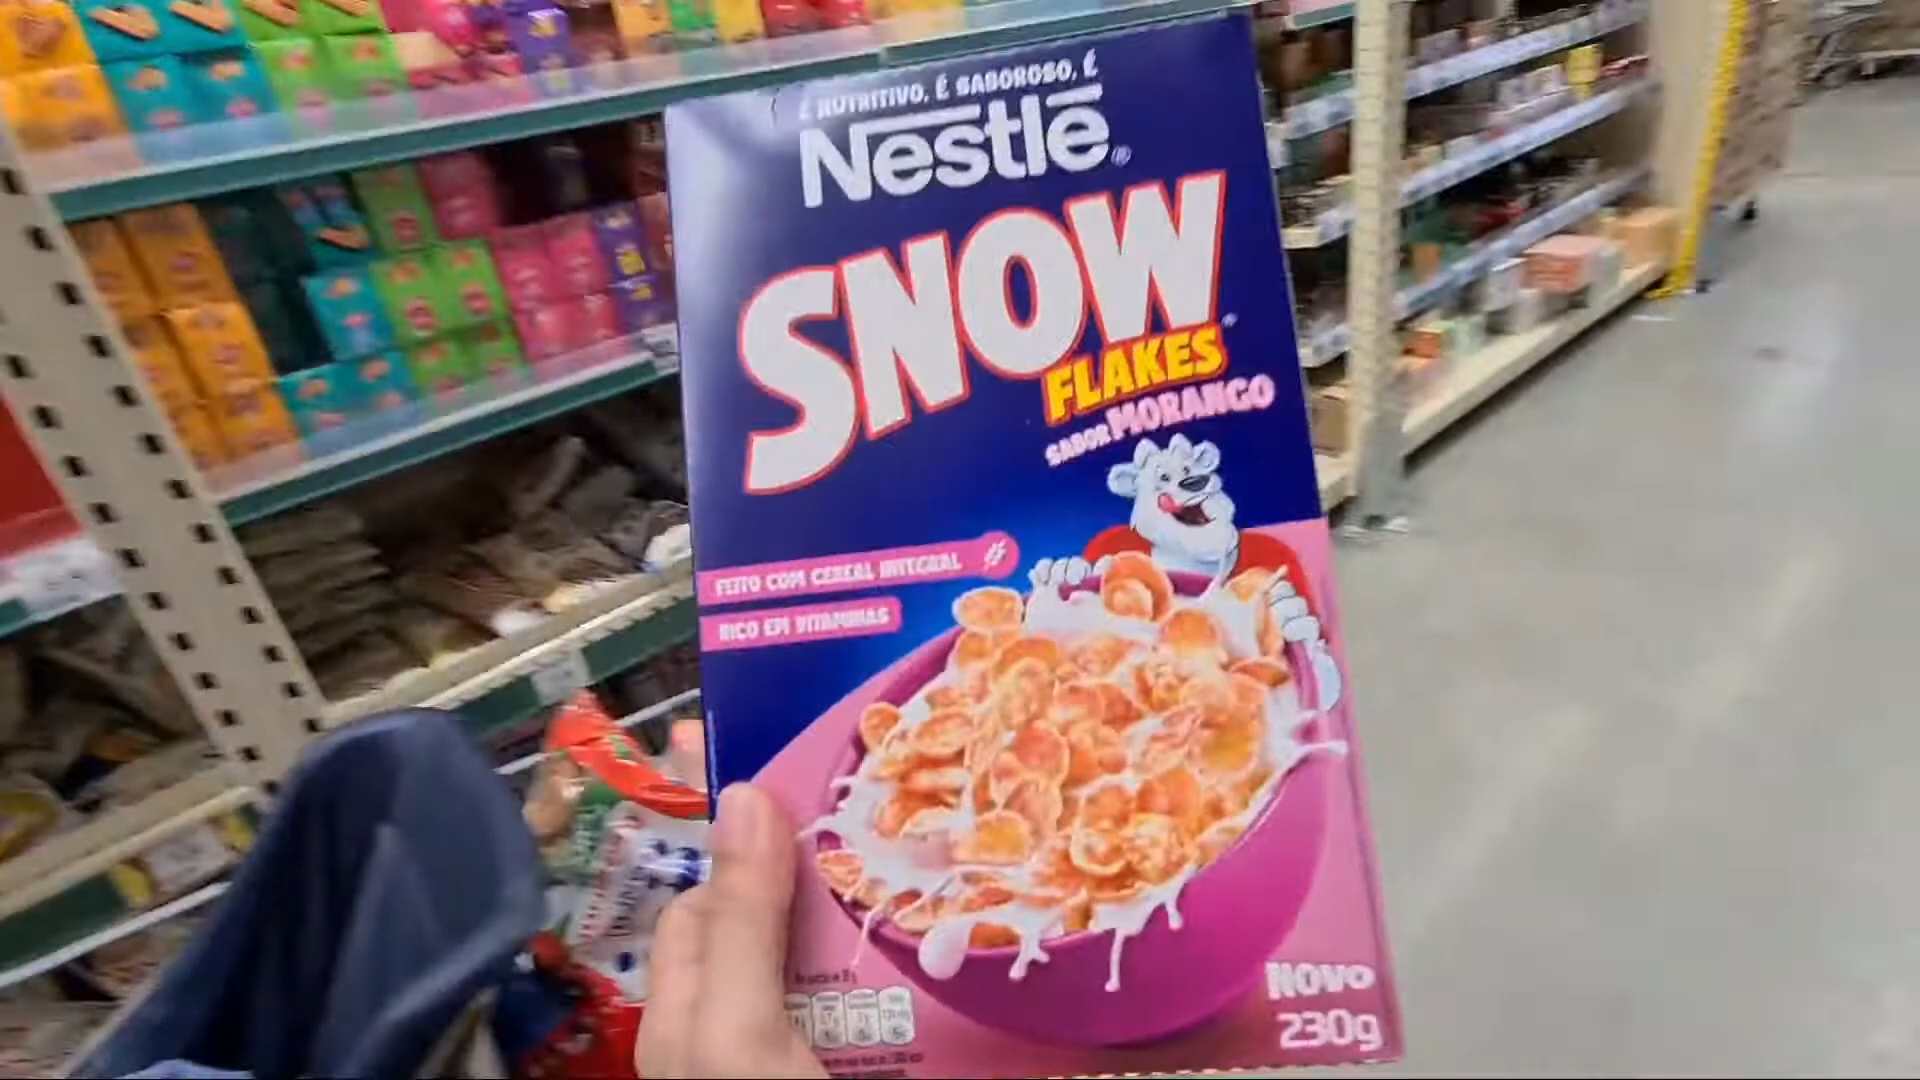 É NUTRITIVO, É SABOROSO, É
Nestlé®
SNOW
FLAKES®
SABOR MORANGO
FEITO COM CEREAL INTEGRAL
RICO EM VITAMINAS
NOVO
230g